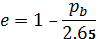 e = 1 − p_b / 2.65